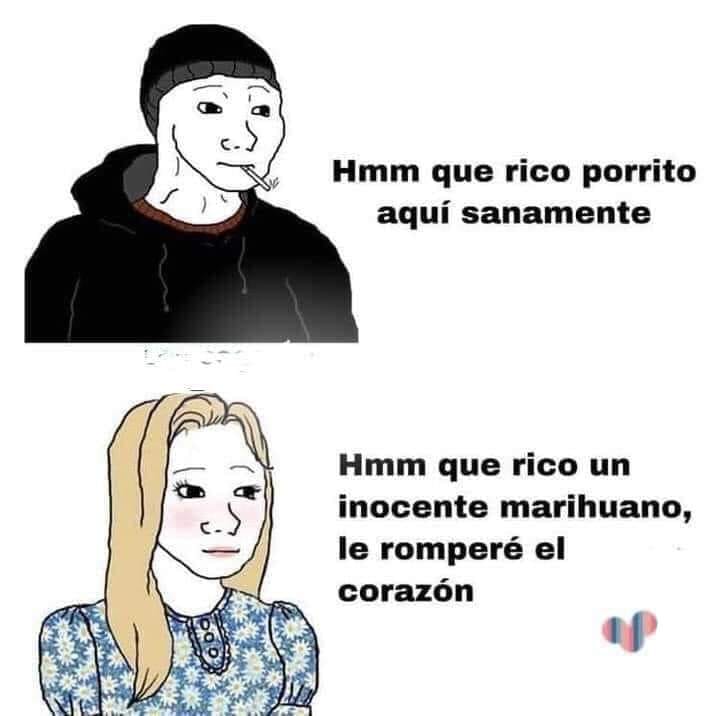 Hmm que rico porrito
aquí sanamente
Hmm que rico un
inocente marihuano,
le romperé el
corazón